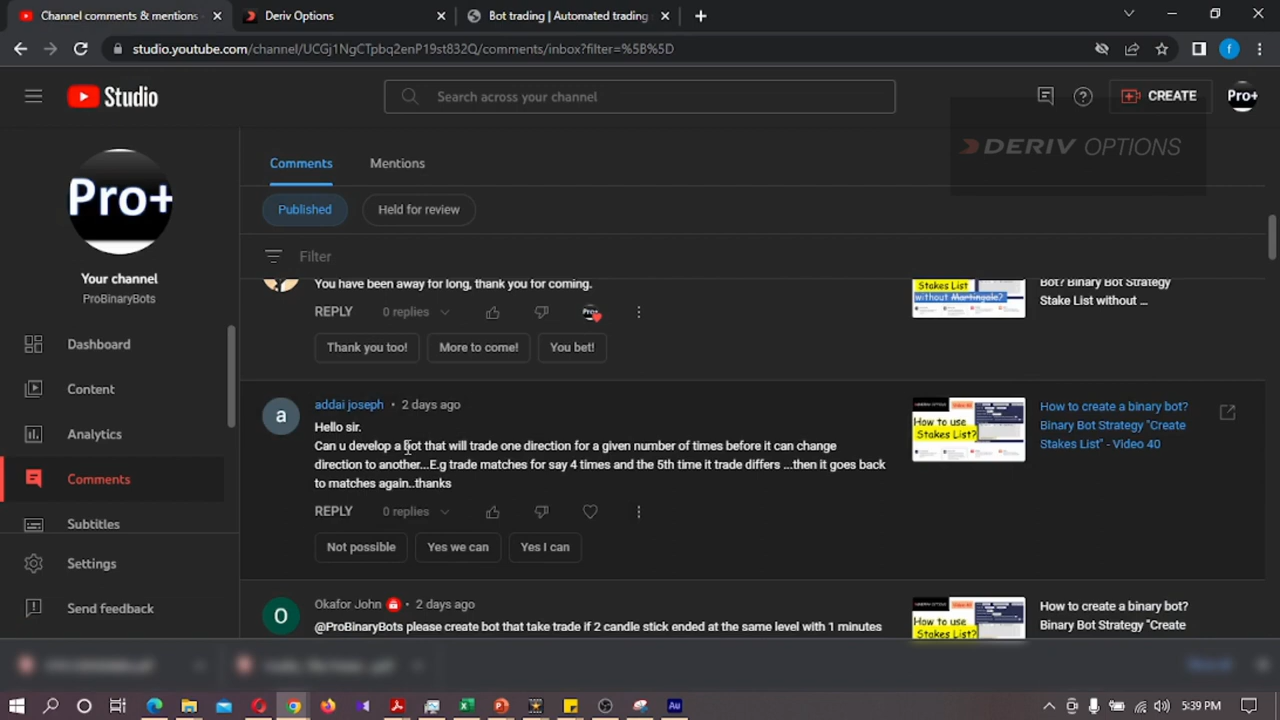 Channel comments & mentions -
Deriv Options
Bot trading | Automated trading
studio.youtube.com/channel/UCGj1NgCTpbq2enP19st832Q/comments/inbox?filter=%5B%5D
f
Studio
Search across your channel
CREATE
Pro+
DERIV OPTIONS
Pro+
Your channel
ProBinaryBots
Dashboard
Content
Analytics
Comments
Subtitles
Settings
Send feedback
Comments
Mentions
Published
Held for review
Filter
You have been away for long, thank you for coming.
REPLY
0 replies
Thank you too!
More to come!
You bet!
Stakes List
without Martingale?
Bot? Binary Bot Strategy
Stake List without ...
a
addai joseph • 2 days ago
Hello sir.
Can u develop a bot that will trade one direction for a given number of times before it can change
direction to another...E.g trade matches for say 4 times and the 5th time it trade differs ...then it goes back
to matches again..thanks
REPLY
0 replies
Not possible
Yes we can
Yes I can
How to use
Stakes List?
How to create a binary bot?
Binary Bot Strategy "Create
Stake List" - Video 40
O
Okafor John • 2 days ago
@ProBinaryBots please create bot that take trade if 2 candle stick ended at the same level with 1 minutes
How to use
Stakes List?
How to create a binary bot?
Binary Bot Strategy "Create
Au
5:39 PM